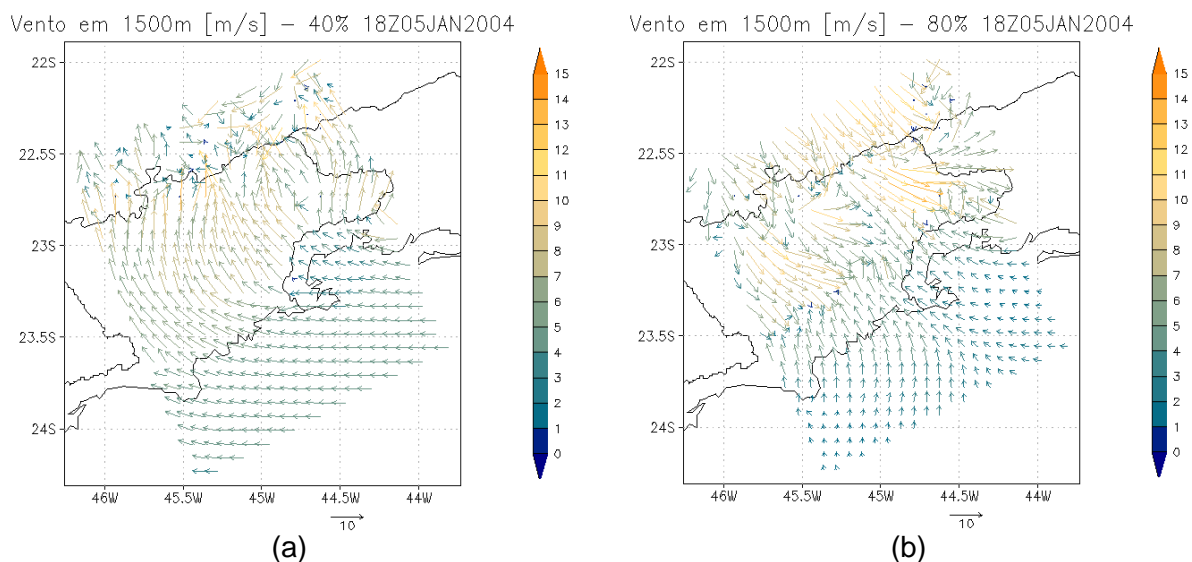 Vento em 1500m [m/s] – 40% 18Z05JAN2004
22S
22.5S
23S
23.5S
24S
46W 45.5W 45W 44.5W 44W
10
15
14
13
12
11
10
9
8
7
6
5
4
3
2
1
0
(a)
Vento em 1500m [m/s] – 80% 18Z05JAN2004
22S
22.5S
23S
23.5S
24S
46W 45.5W 45W 44.5W 44W
10
15
14
13
12
11
10
9
8
7
6
5
4
3
2
1
0
(b)